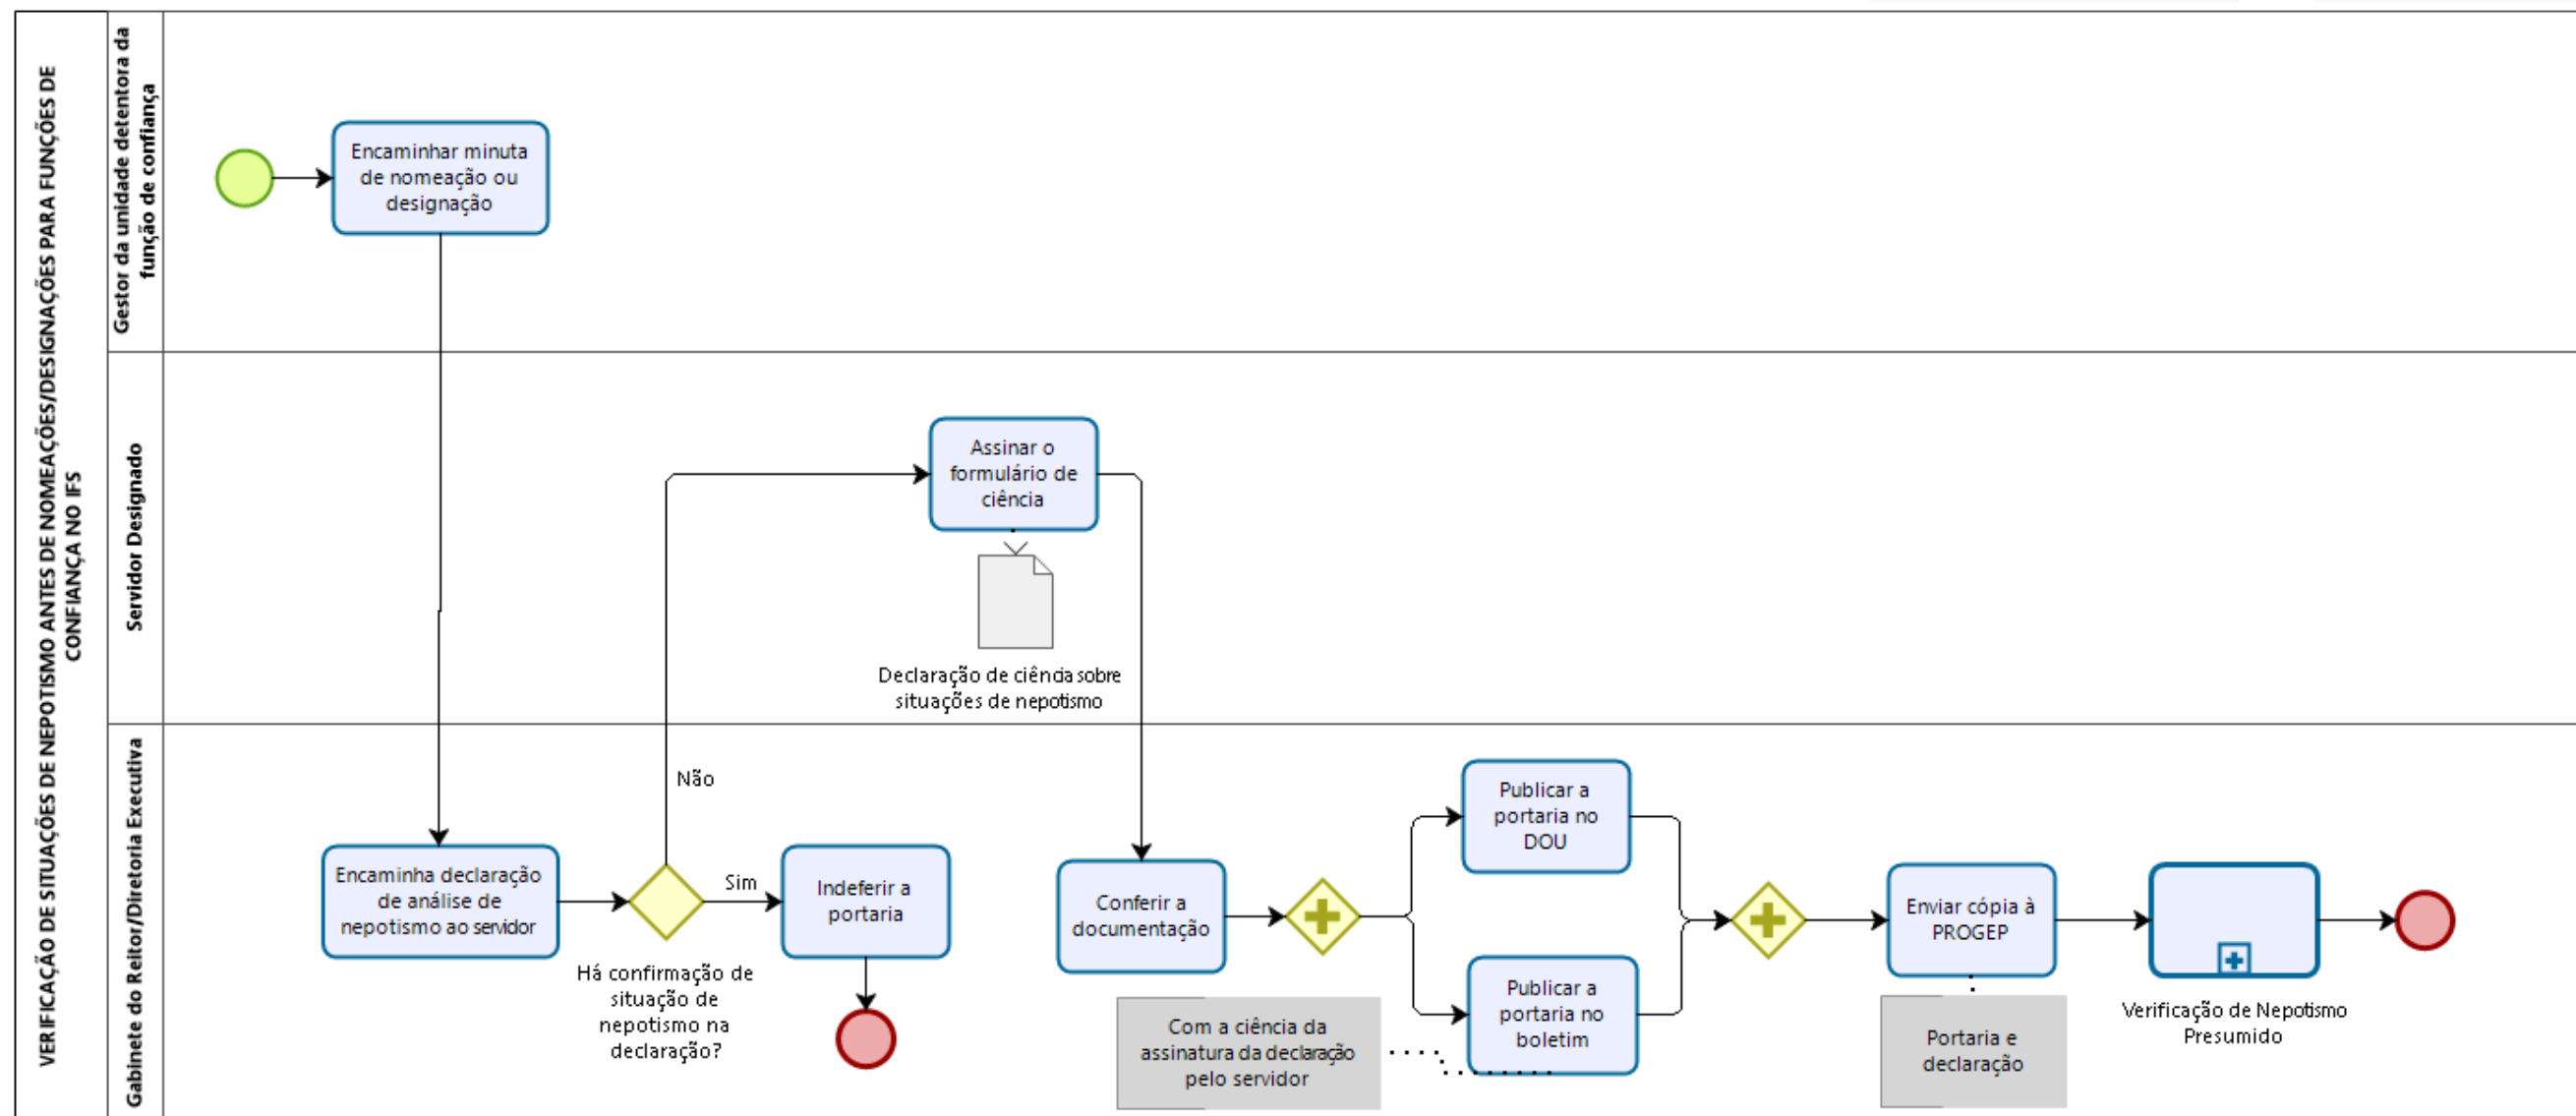 VERIFICAÇÃO DE SITUAÇÕES DE NEPOTISMO ANTES DE NOMEAÇÕES/DESIGNAÇÕES PARA FUNÇÕES DE
CONFIANÇA NO IFS
Gestor da unidade detentora da
função de confiança
Encaminhar minuta
de nomeação ou
designação
Servidor Designado
Assinar o
formulário de
ciência
Declaração de ciência sobre
situações de nepotismo
Gabinete do Reitor/Diretoria Executiva
Encaminha declaração
de análise de
nepotismo ao servidor
Não
Sim
Há confirmação de
situação de
nepotismo na
declaração?
Indeferir a
portaria
Conferir a
documentação
Publicar a
portaria no
DOU
Publicar a
portaria no
boletim
Com a ciência da
assinatura da declaração
pelo servidor
Enviar cópia à
PROGEP
Portaria e
declaração
Verificação de Nepotismo
Presumido